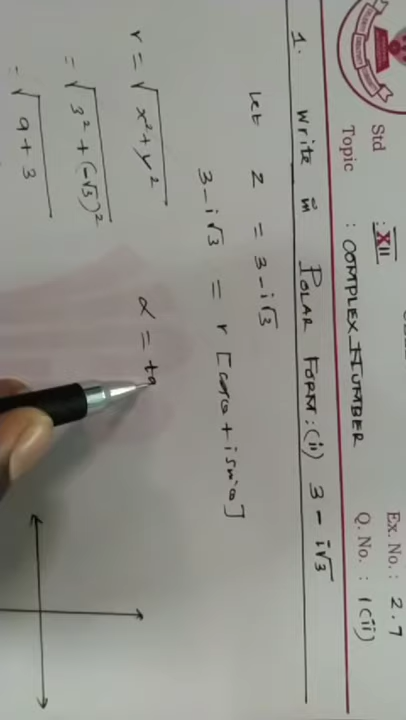 Std : XII
Ex. No. : 2.7
Topic : COMPLEX NUMBER
Q. No. : 1(ii)
1. Write in POLAR FORM: (ii) 3 - i√3
Let z = 3 - i√3
3 - i√3 = r [cosθ + i sinθ]
r = √x² + y²
α = ta
= √3² + (-√3)²
= √9 + 3